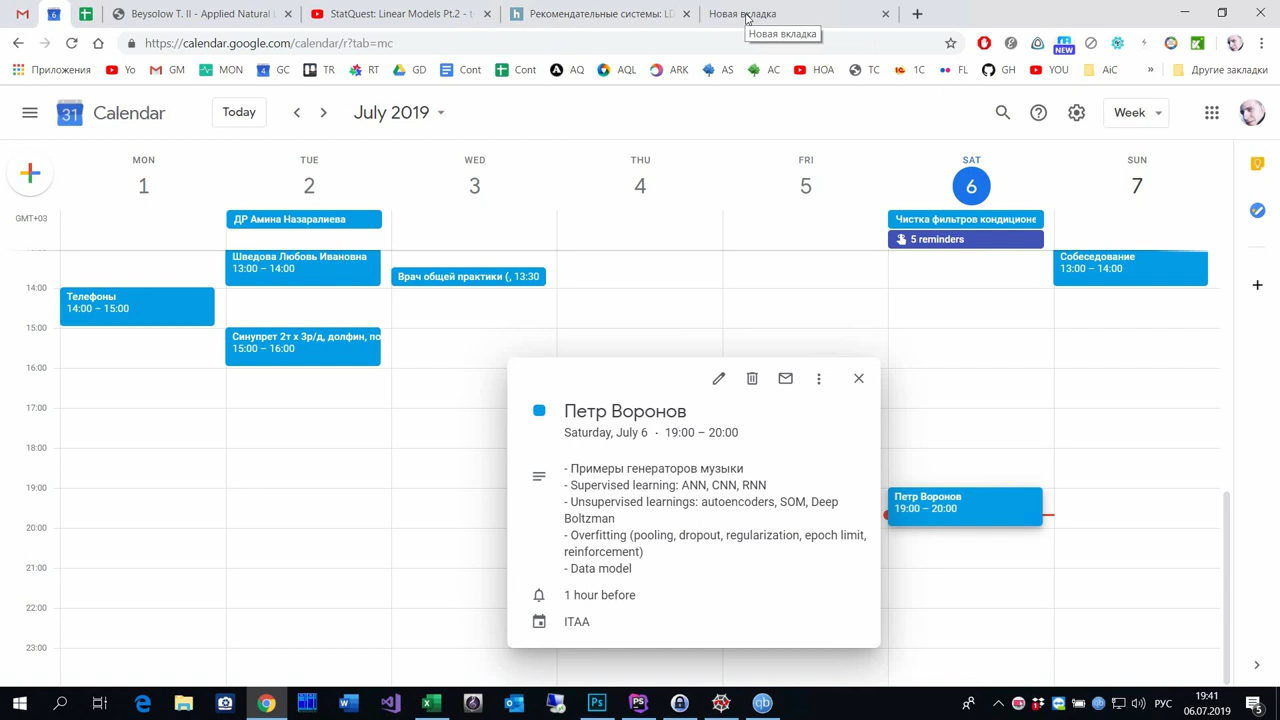 Beysolow T. II - Applied Natural L
StatQuest: Linear Models Pt.2 - t
Рекомендательные системы: LD
Новая вкладка
Новая вкладка
https://calendar.google.com/calendar/r?tab=mc
NEW
Приложения Yo GM MON GC TR RT GD Cont Cont AQ AQL ARK AS AC HOA TC 1C FL GH YOU AiC » Другие закладки
31 Calendar Today July 2019 Week
MON TUE WED THU FRI SAT SUN
1 2 3 4 5 6 7
GMT+03
ДР Амина Назаралиева
Чистка фильтров кондиционе
5 reminders
Шведова Любовь Ивановна
13:00 – 14:00
Врач общей практики (, 13:30
Собеседование
13:00 – 14:00
14:00
Телефоны
14:00 – 15:00
15:00
Синупрет 2т х 3р/д, долфин, по
15:00 – 16:00
16:00
17:00
18:00
19:00
20:00
21:00
22:00
23:00
Петр Воронов
19:00 – 20:00
Петр Воронов
Saturday, July 6 · 19:00 – 20:00
- Примеры генераторов музыки
- Supervised learning: ANN, CNN, RNN
- Unsupervised learnings: autoencoders, SOM, Deep
Boltzman
- Overfitting (pooling, dropout, regularization, epoch limit,
reinforcement)
- Data model
1 hour before
ITAA
РУС
19:41
06.07.2019